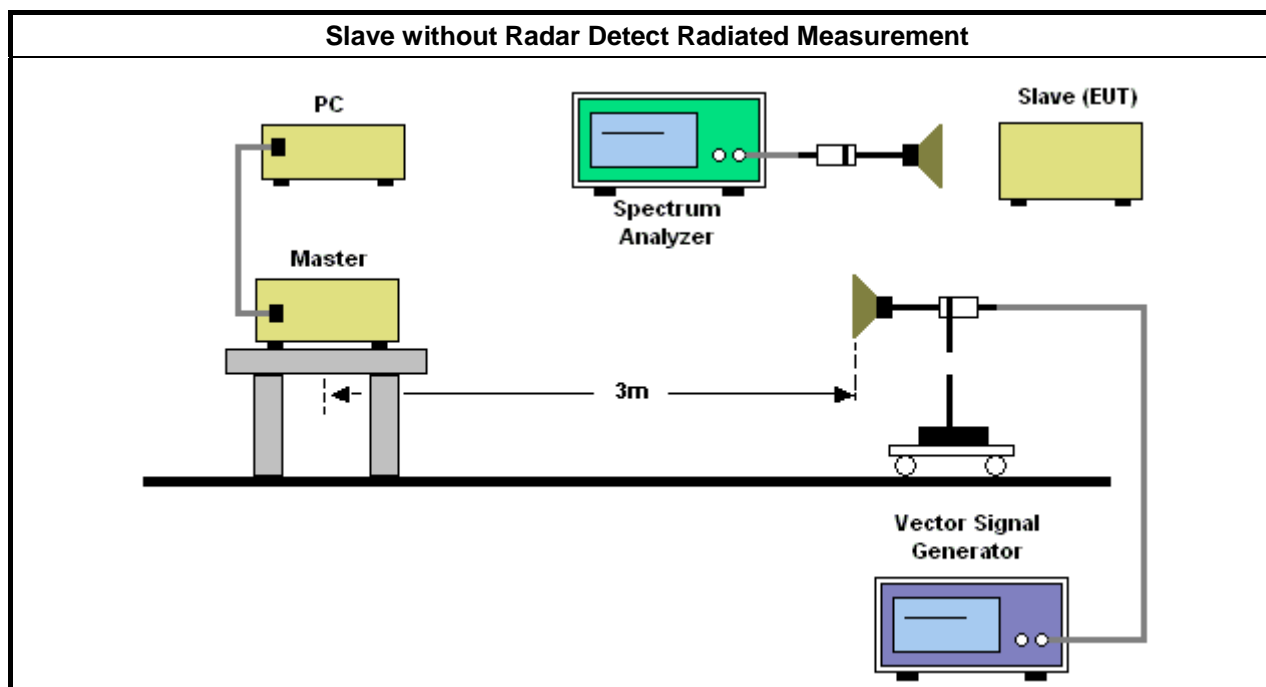 Slave without Radar Detect Radiated Measurement
PC
Slave (EUT)
Spectrum
Analyzer
Master
3m
Vector Signal
Generator